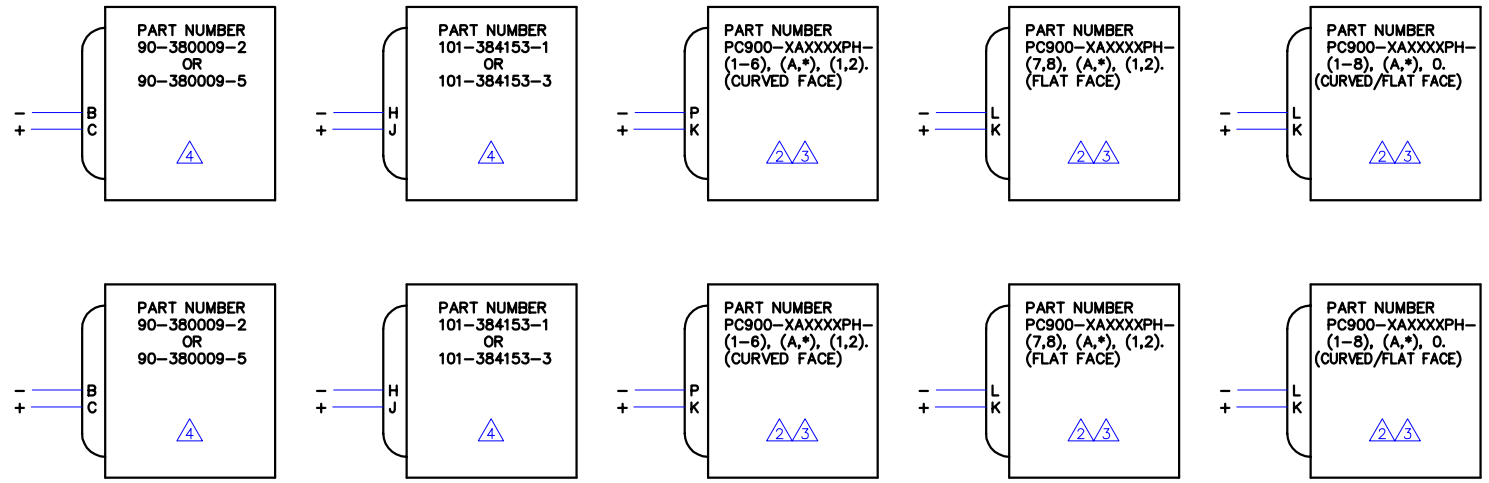 PART NUMBER
90-380009-2
OR
90-380009-5
- B
+ C
4
PART NUMBER
101-384153-1
OR
101-384153-3
- H
+ J
4
PART NUMBER
PC900-XAXXXXPH-
(1-6), (A,*), (1,2).
(CURVED FACE)
- P
+ K
2 3
PART NUMBER
PC900-XAXXXXPH-
(7,8), (A,*), (1,2).
(FLAT FACE)
- L
+ K
2 3
PART NUMBER
PC900-XAXXXXPH-
(1-8), (A,*), 0.
(CURVED/FLAT FACE)
- L
+ K
2 3
PART NUMBER
90-380009-2
OR
90-380009-5
- B
+ C
4
PART NUMBER
101-384153-1
OR
101-384153-3
- H
+ J
4
PART NUMBER
PC900-XAXXXXPH-
(1-6), (A,*), (1,2).
(CURVED FACE)
- P
+ K
2 3
PART NUMBER
PC900-XAXXXXPH-
(7,8), (A,*), (1,2).
(FLAT FACE)
- L
+ K
2 3
PART NUMBER
PC900-XAXXXXPH-
(1-8), (A,*), 0.
(CURVED/FLAT FACE)
- L
+ K
2 3